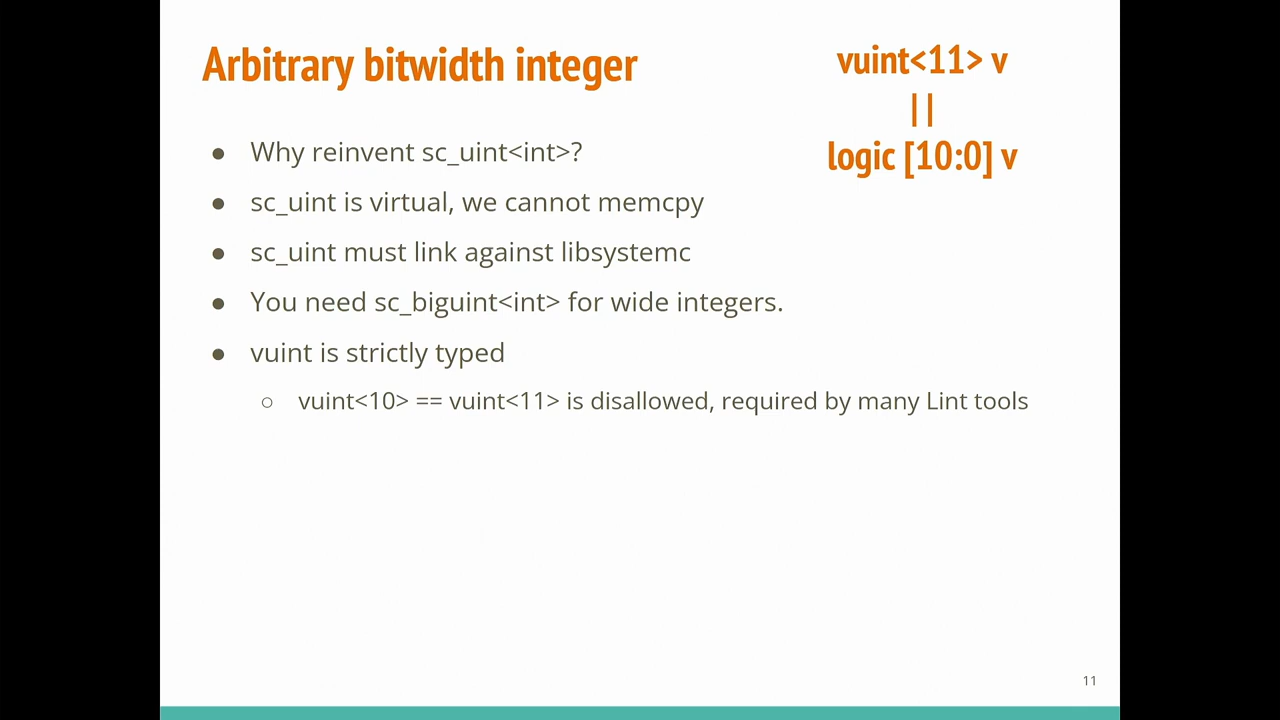 Arbitrary bitwidth integer
vuint<11> v
||
logic [10:0] v
● Why reinvent sc_uint<int>?
● sc_uint is virtual, we cannot memcpy
● sc_uint must link against libsystemc
● You need sc_biguint<int> for wide integers.
● vuint is strictly typed
○ vuint<10> == vuint<11> is disallowed, required by many Lint tools
11